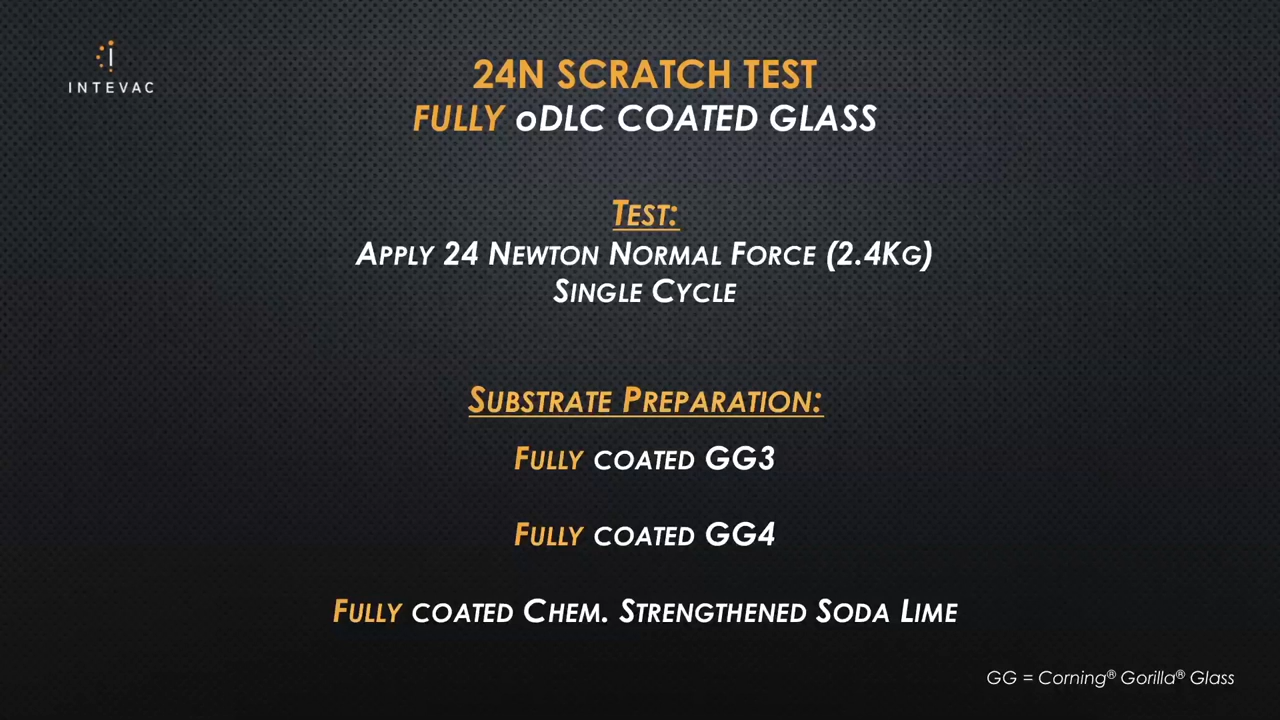 INTEVAC
24N SCRATCH TEST
FULLY oDLC COATED GLASS
TEST:
APPLY 24 NEWTON NORMAL FORCE (2.4KG)
SINGLE CYCLE
SUBSTRATE PREPARATION:
FULLY COATED GG3
FULLY COATED GG4
FULLY COATED CHEM. STRENGTHENED SODA LIME
GG = Corning® Gorilla® Glass